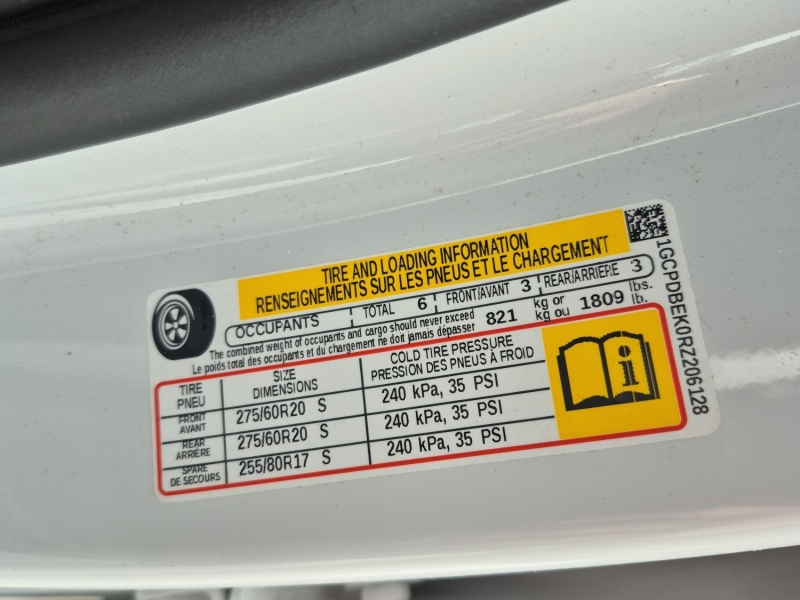 TIRE AND LOADING INFORMATION
RENSEIGNEMENTS SUR LES PNEUS ET LE CHARGEMENT
OCCUPANTS TOTAL 6 FRONT/AVANT 3 REAR/ARRIERE 3
The combined weight of occupants and cargo should never exceed 821 kg or 1809 lbs.
Le poids total des occupants et du chargement ne doit jamais dépasser kg ou lb.
TIRE PNEU SIZE DIMENSIONS COLD TIRE PRESSURE PRESSION DES PNEUS À FROID
FRONT AVANT 275/60R20 S 240 kPa, 35 PSI
REAR ARRIÈRE 275/60R20 S 240 kPa, 35 PSI
SPARE DE SECOURS 255/80R17 S 240 kPa, 35 PSI
1GCPDBEK0RZ206128